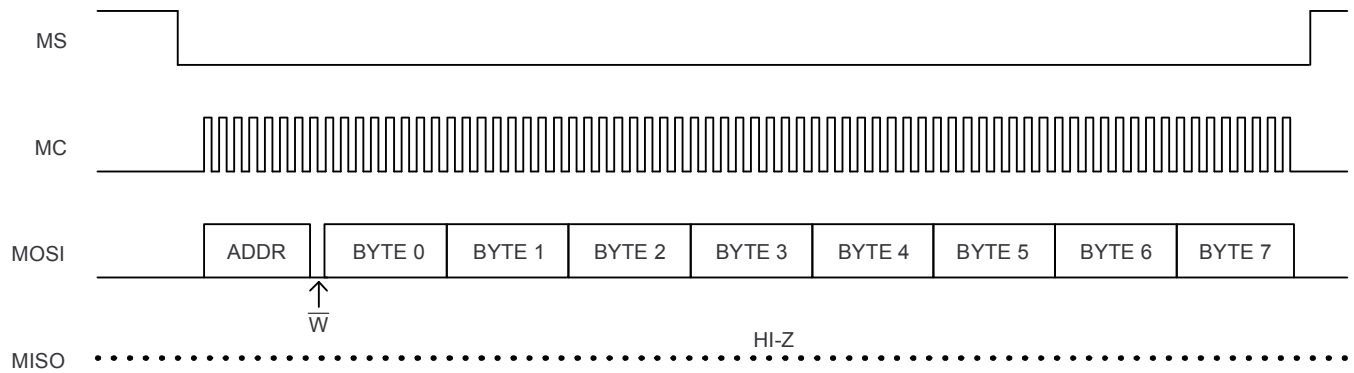 MS
MC
MOSI ADDR BYTE 0 BYTE 1 BYTE 2 BYTE 3 BYTE 4 BYTE 5 BYTE 6 BYTE 7
W̅
HI-Z
MISO